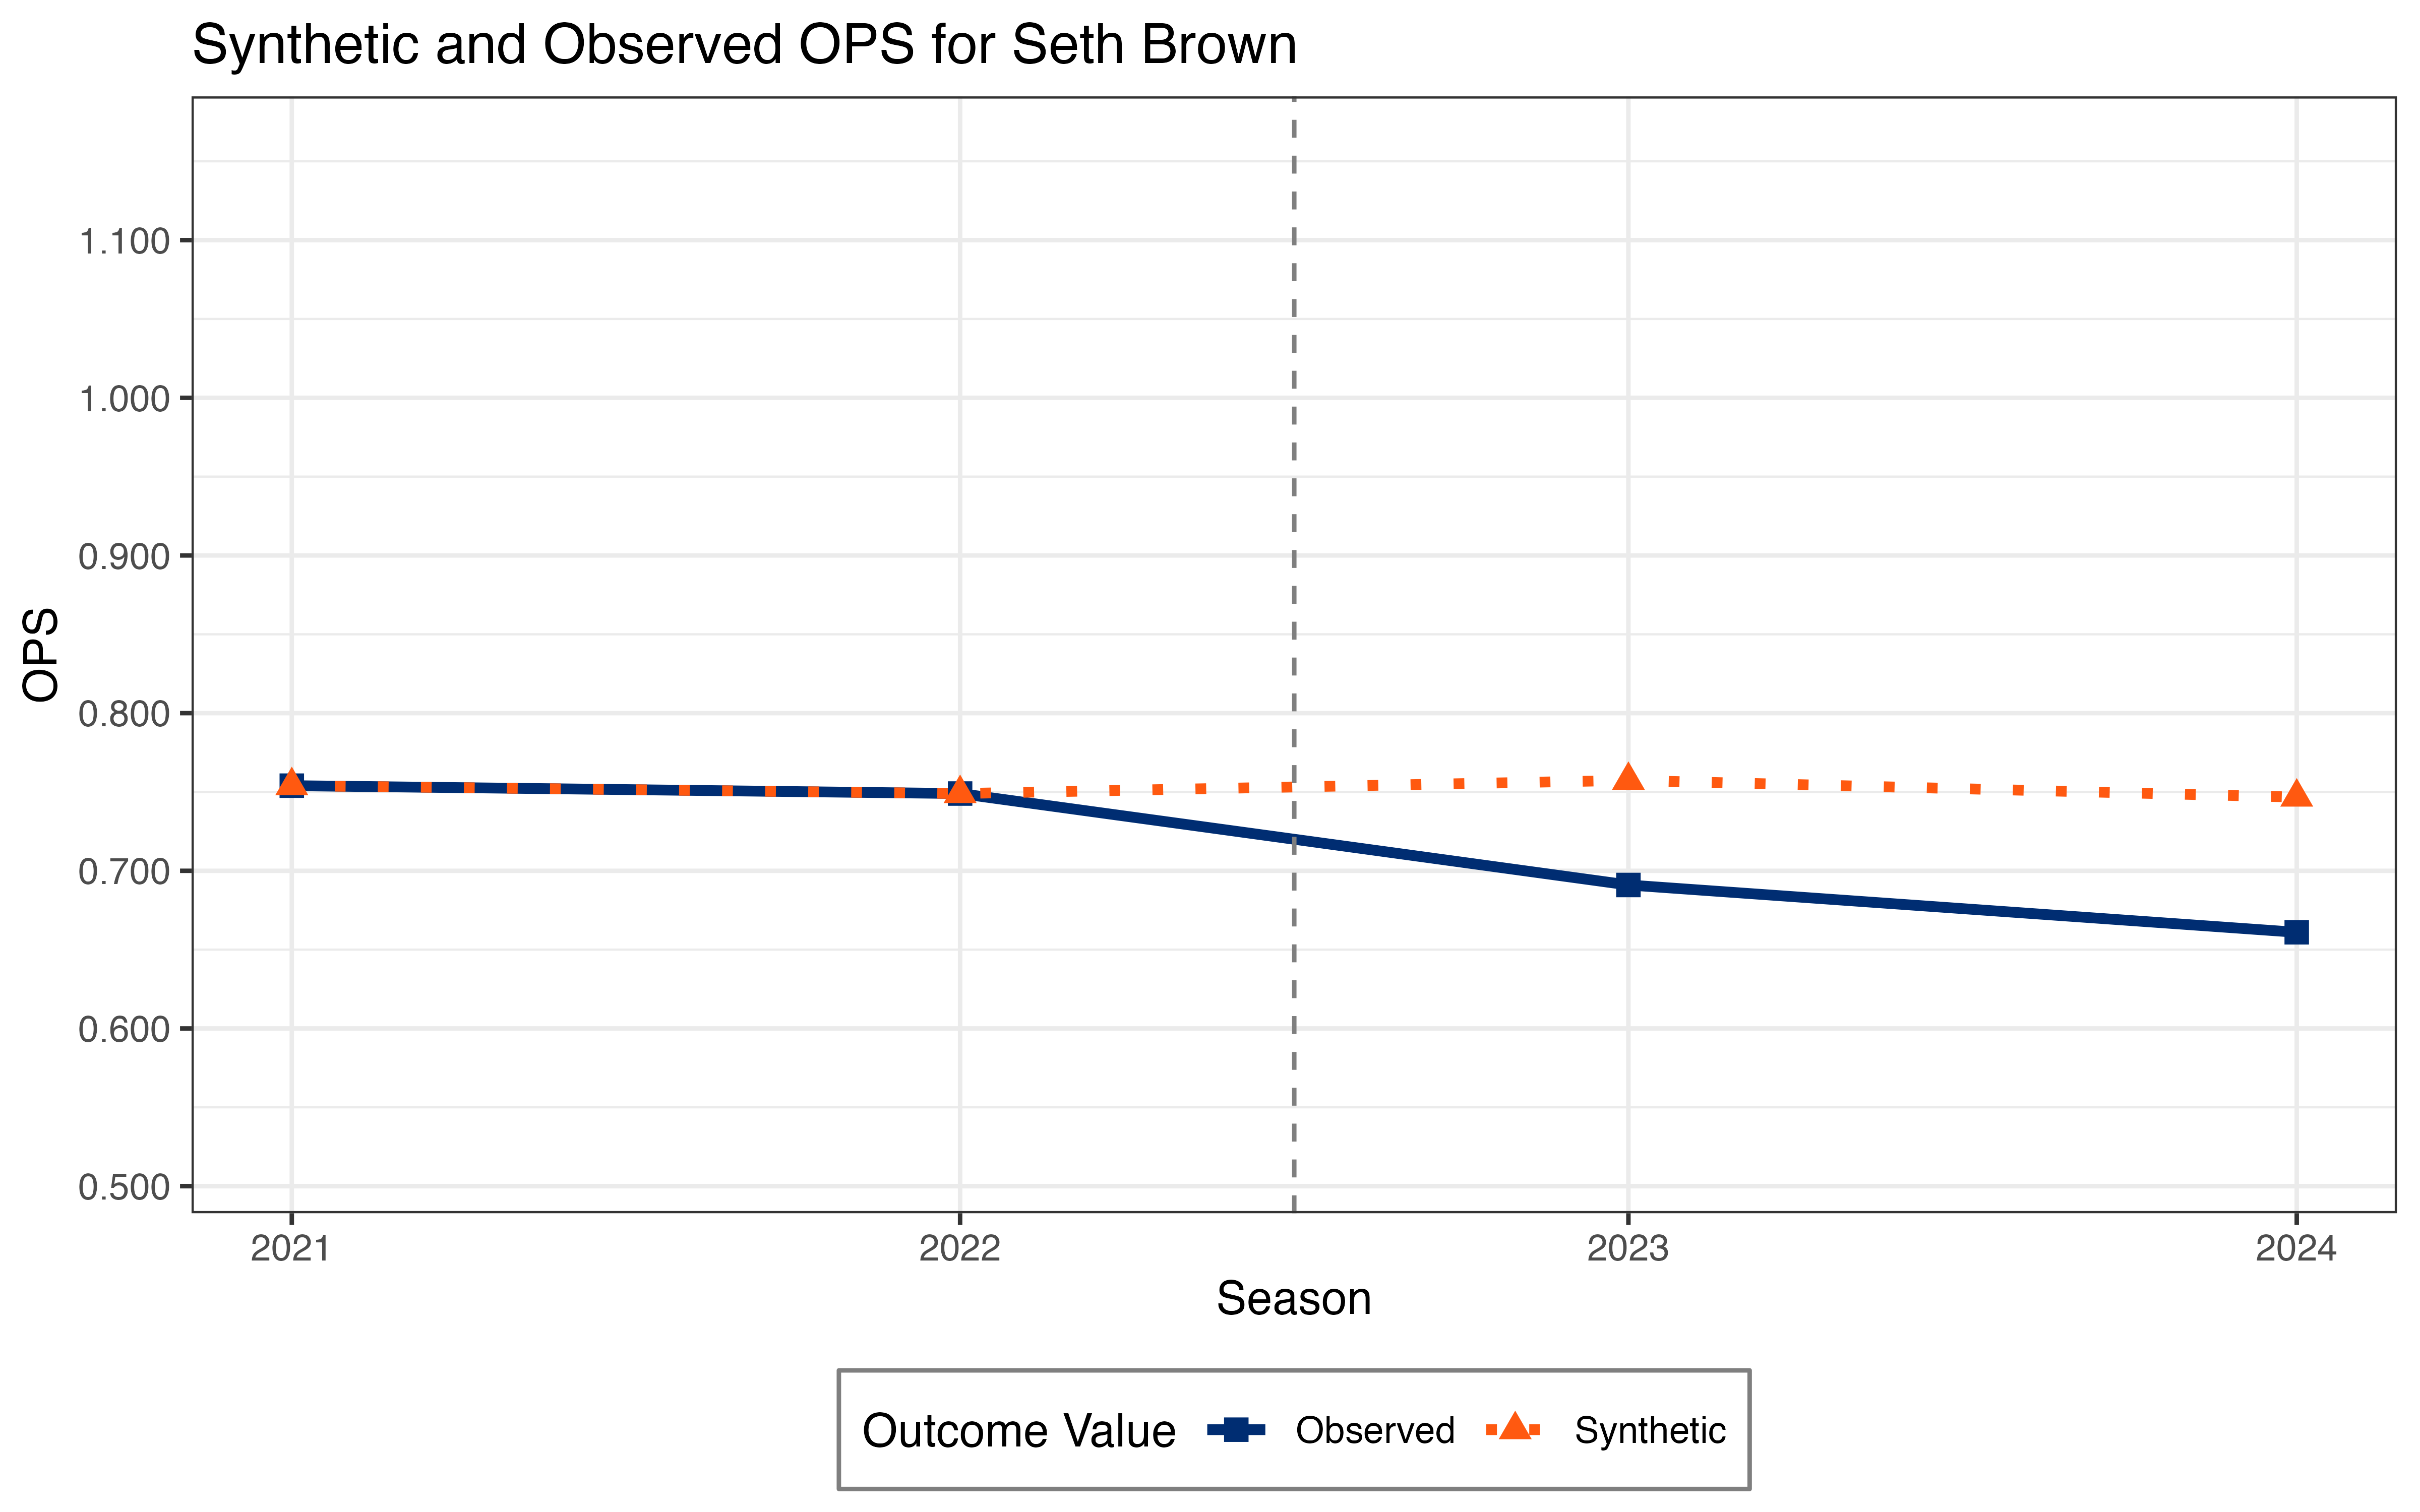 Synthetic and Observed OPS for Seth Brown
OPS
1.100
1.000
0.900
0.800
0.700
0.600
0.500
2021 2022 2023 2024
Season
Outcome Value Observed Synthetic